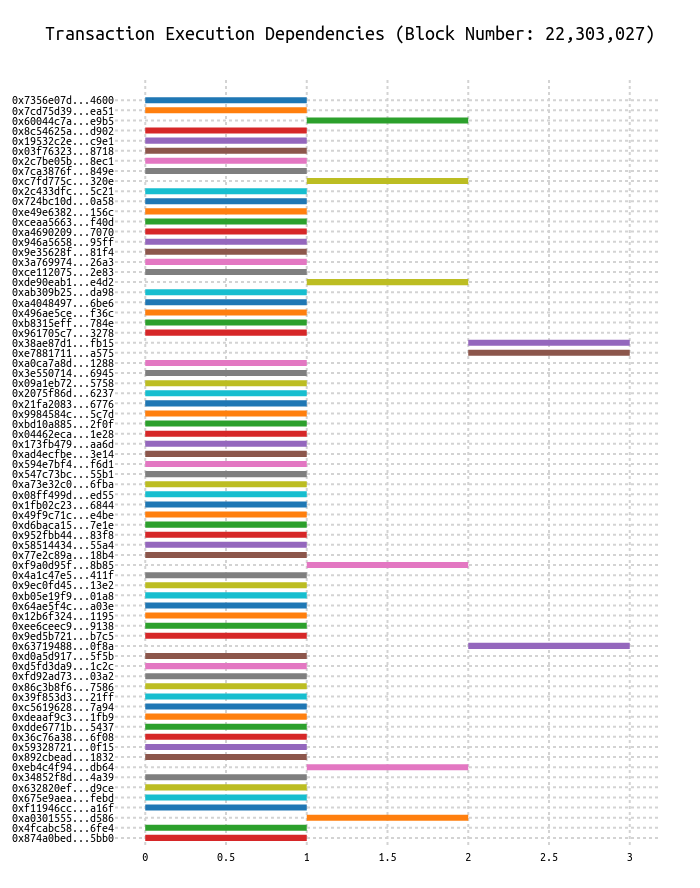 Transaction Execution Dependencies (Block Number: 22,303,027)
0x7356e07d...4600
0x7cd75d39...ea51
0x60044c7a...e9b5
0x8c54625a...d902
0x19532c2e...c9e1
0x03f76323...8718
0x2c7be05b...8ec1
0x7ca3876f...849e
0xc7fd775c...320e
0x2c433dfc...5c21
0x724bc10d...0a58
0xe49e6382...156c
0xceaa5663...f40d
0xa4690209...7070
0x946a5658...95ff
0x9e35628f...81f4
0x3a769974...26a3
0xce112075...2e83
0xde90eab1...e4d2
0xab309b25...da98
0xa4048497...6be6
0x496ae5ce...f36c
0xb8315eff...784e
0x961705c7...3278
0x38ae87d1...fb15
0xe7881711...a575
0xa0ca7a8d...1288
0x3e550714...6945
0x09a1eb72...5758
0x2075f86d...6237
0x21fa2083...6776
0x9984584c...5c7d
0xbd10a885...2f0f
0x04462eca...1e28
0x173fb479...aa6d
0xad4ecfbe...3e14
0x594e7bf4...f6d1
0x547c73bc...55b1
0xa73e32c0...6fba
0x08ff499d...ed55
0x1fb02c23...6844
0x49f9c71c...e4be
0xd6baca15...7e1e
0x952fbb44...83f8
0x58514434...55a4
0x77e2c89a...18b4
0xf9a0d95f...8b85
0x4a1c47e5...411f
0x9ec0fd45...13e2
0xb05e19f9...01a8
0x64ae5f4c...a03e
0x12b6f324...1195
0xee6ceec9...9138
0x9ed5b721...b7c5
0x63719488...0f8a
0xd0a5d917...5f5b
0xd5fd3da9...1c2c
0xfd92ad73...03a2
0x86c3b8f6...7586
0x39f853d3...21ff
0xc5619628...7a94
0xdeaaf9c3...1fb9
0xdde6771b...5437
0x36c76a38...6f08
0x59328721...0f15
0x892cbead...1832
0xeb4c4f94...db64
0x34852f8d...4a39
0x632820ef...d9ce
0x675e9aea...febd
0xf11946cc...a16f
0xa0301555...d586
0x4fcabc58...6fe4
0x874a0bed...5bb0
0 0.5 1 1.5 2 2.5 3